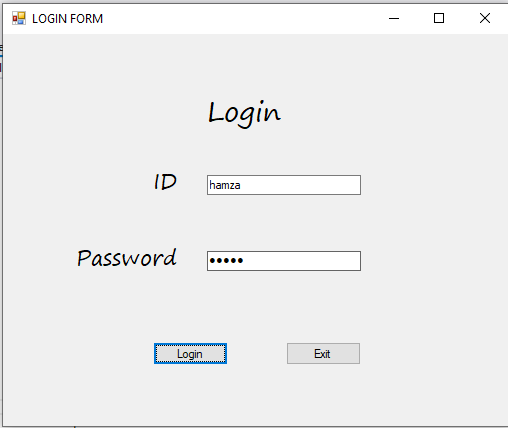 LOGIN FORM
Login
ID hamza
Password •••••
Login Exit